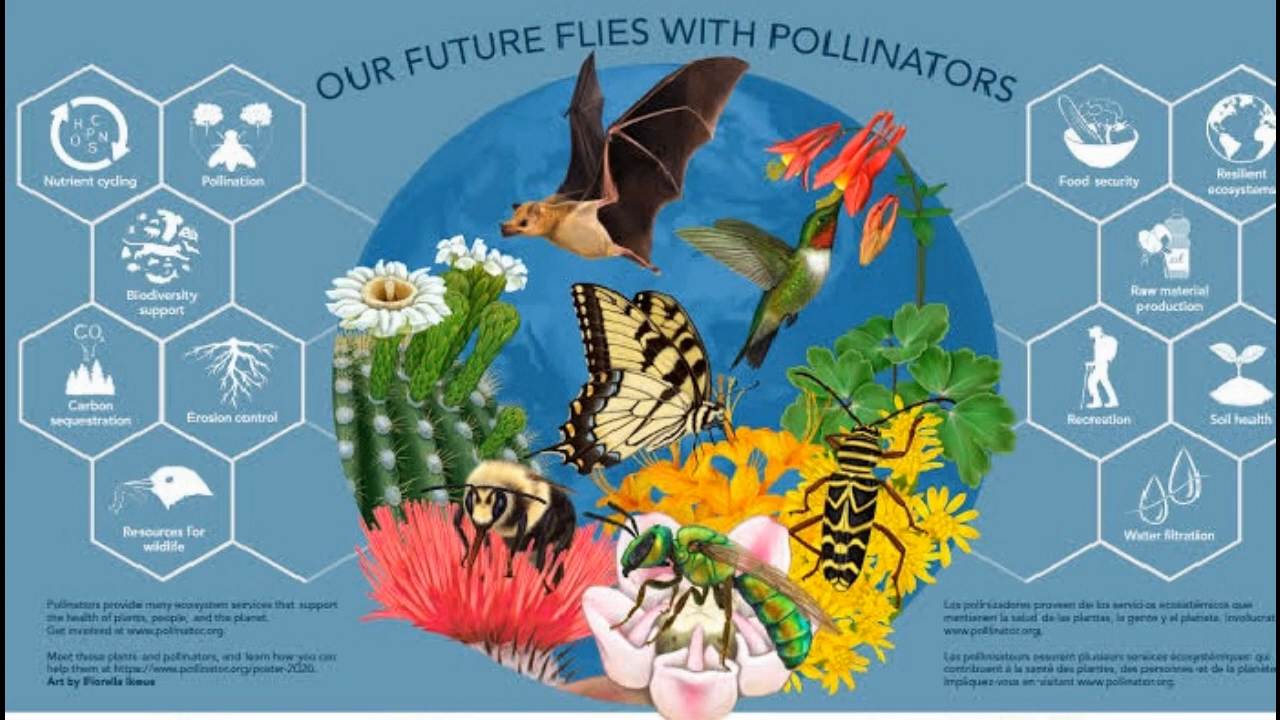 OUR FUTURE FLIES WITH POLLINATORS
H C
O P N
S
Nutrient cycling
Pollination
Biodiversity
support
CO₂
Carbon
sequestration
Erosion control
Resources for
wildlife
Food security
Resilient
ecosystems
Raw material
production
oil
Recreation
Soil health
Water filtration
Pollinators provide many ecosystem services that support
the health of plants, people, and the planet.
Get involved at www.pollinator.org.
Meet these plants and pollinators, and learn how you can
help them at https://www.pollinator.org/poster-2020.
Art by Fiorella Ikeue
Los polinizadores proveen de los servicios ecosistémicos que
mantienen la salud de las plantas, la gente y el planeta. Involucrat
www.pollinator.org.
Les pollinisateurs assurent plusieurs services écosystémiques qui
contribuent à la santé des plantes, des personnes et de la planète
Impliquez-vous en visitant www.pollinator.org.